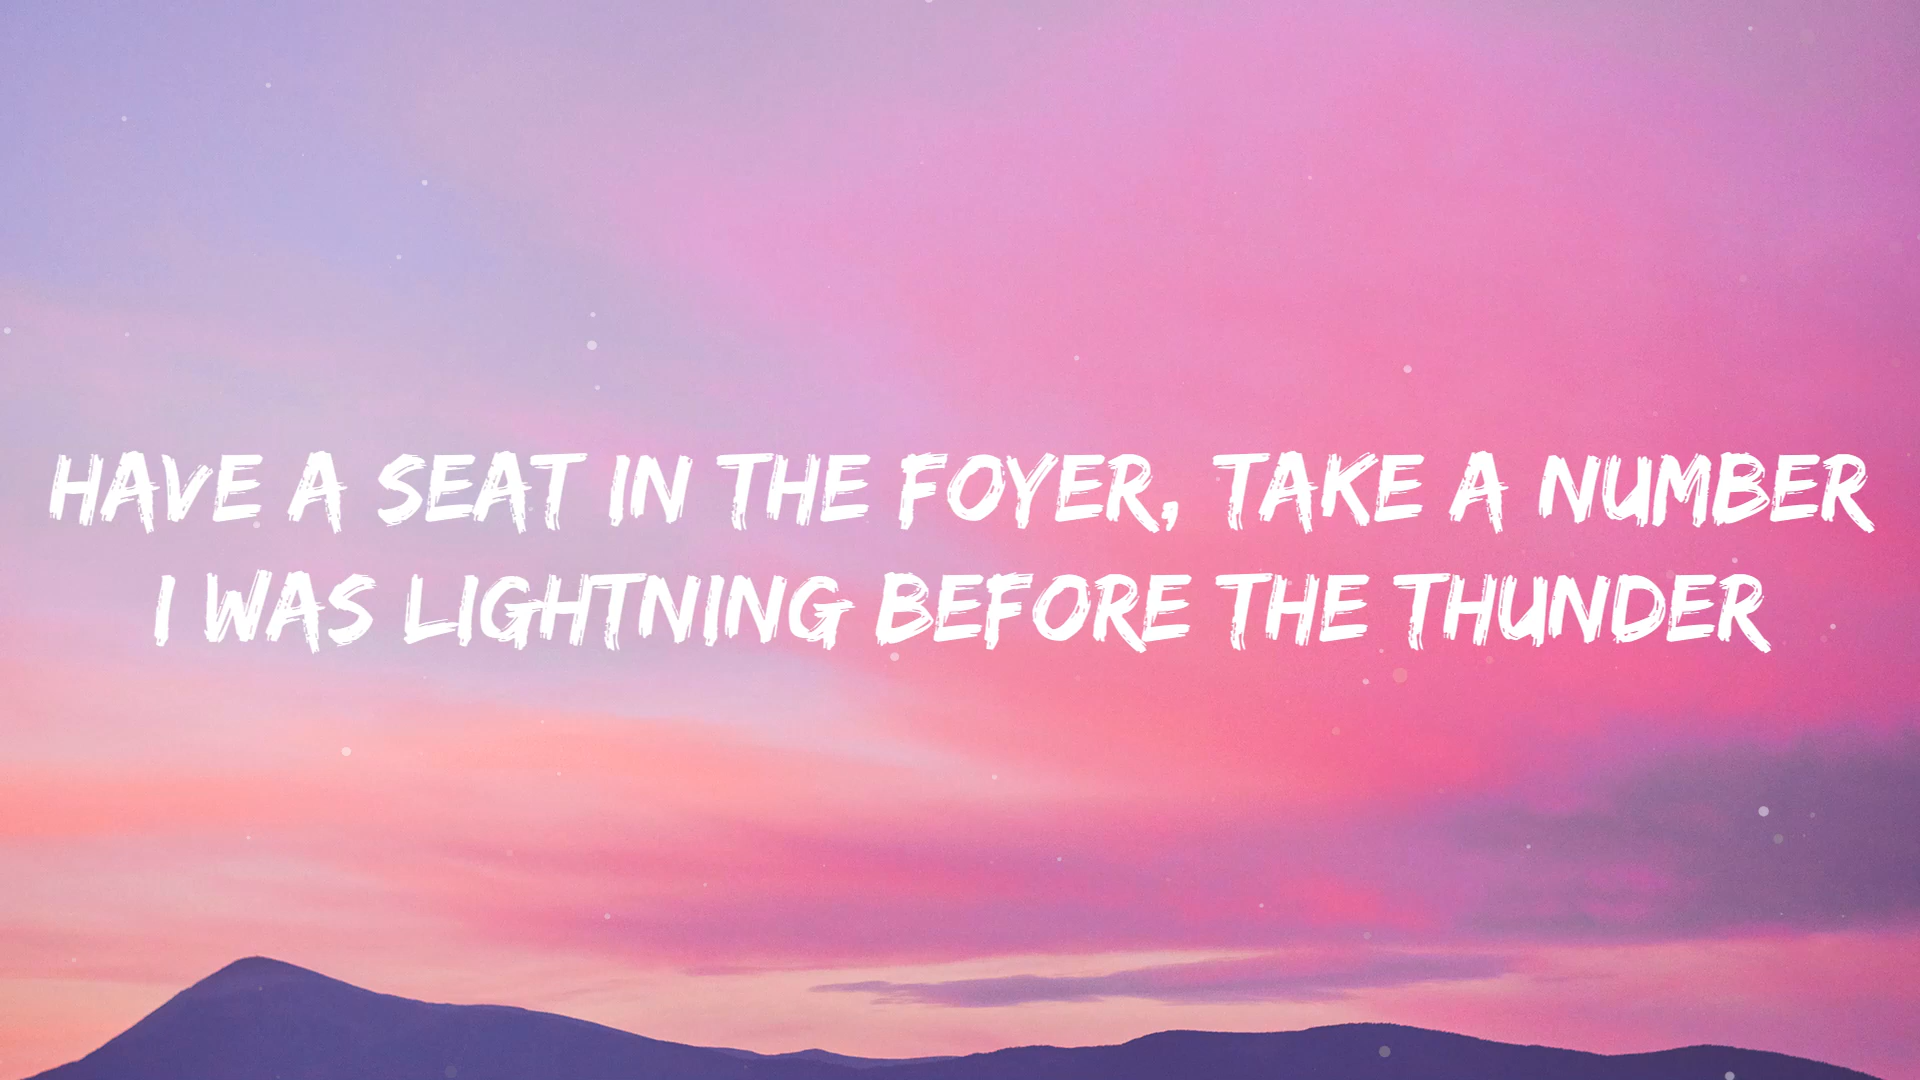 HAVE A SEAT IN THE FOYER, TAKE A NUMBER
I WAS LIGHTNING BEFORE THE THUNDER